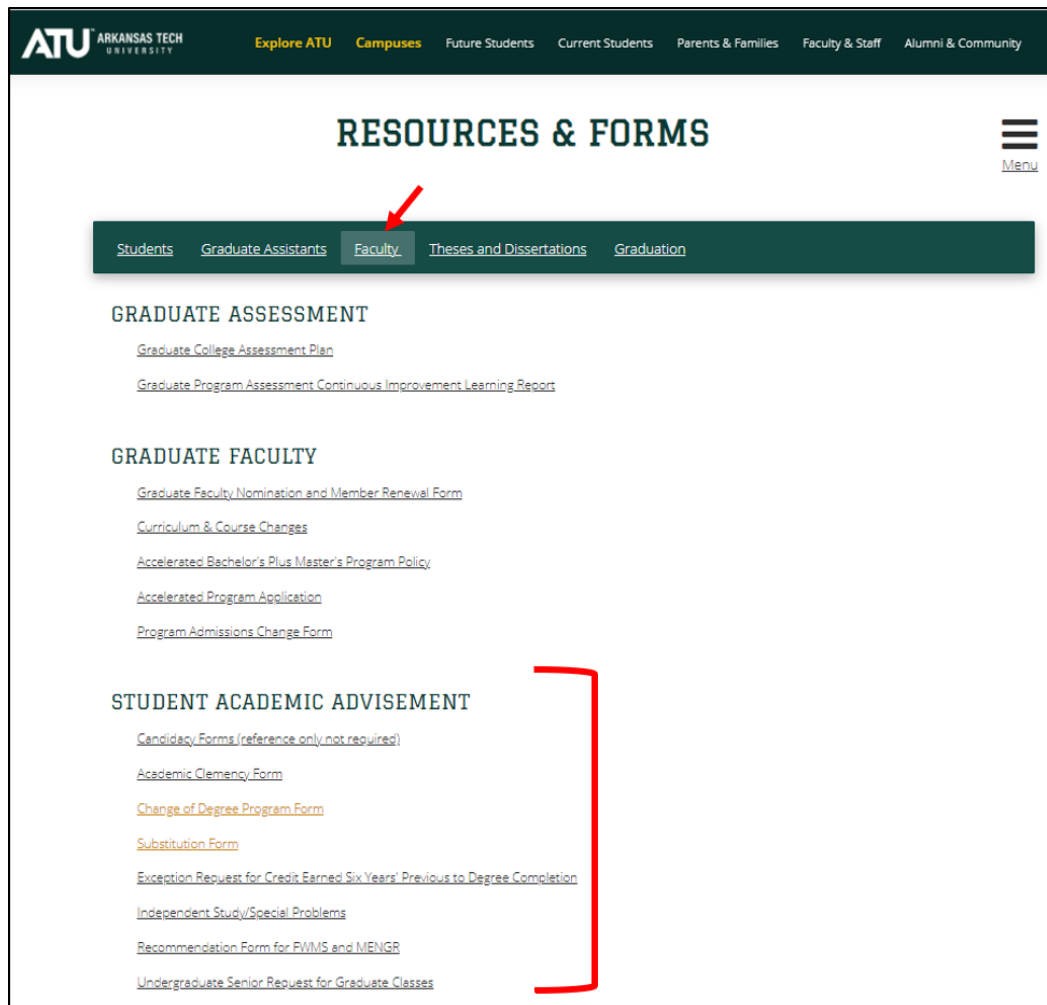 ATU ARKANSAS TECH UNIVERSITY
Explore ATU Campuses Future Students Current Students Parents & Families Faculty & Staff Alumni & Community
RESOURCES & FORMS
Menu
Students Graduate Assistants Faculty Theses and Dissertations Graduation
GRADUATE ASSESSMENT
Graduate College Assessment Plan
Graduate Program Assessment Continuous Improvement Learning Report
GRADUATE FACULTY
Graduate Faculty Nomination and Member Renewal Form
Curriculum & Course Changes
Accelerated Bachelor's Plus Master's Program Policy
Accelerated Program Application
Program Admissions Change Form
STUDENT ACADEMIC ADVISEMENT
Candidacy Forms (reference only not required)
Academic Clemency Form
Change of Degree Program Form
Substitution Form
Exception Request for Credit Earned Six Years' Previous to Degree Completion
Independent Study/Special Problems
Recommendation Form for FWMS and MENGR
Undergraduate Senior Request for Graduate Classes